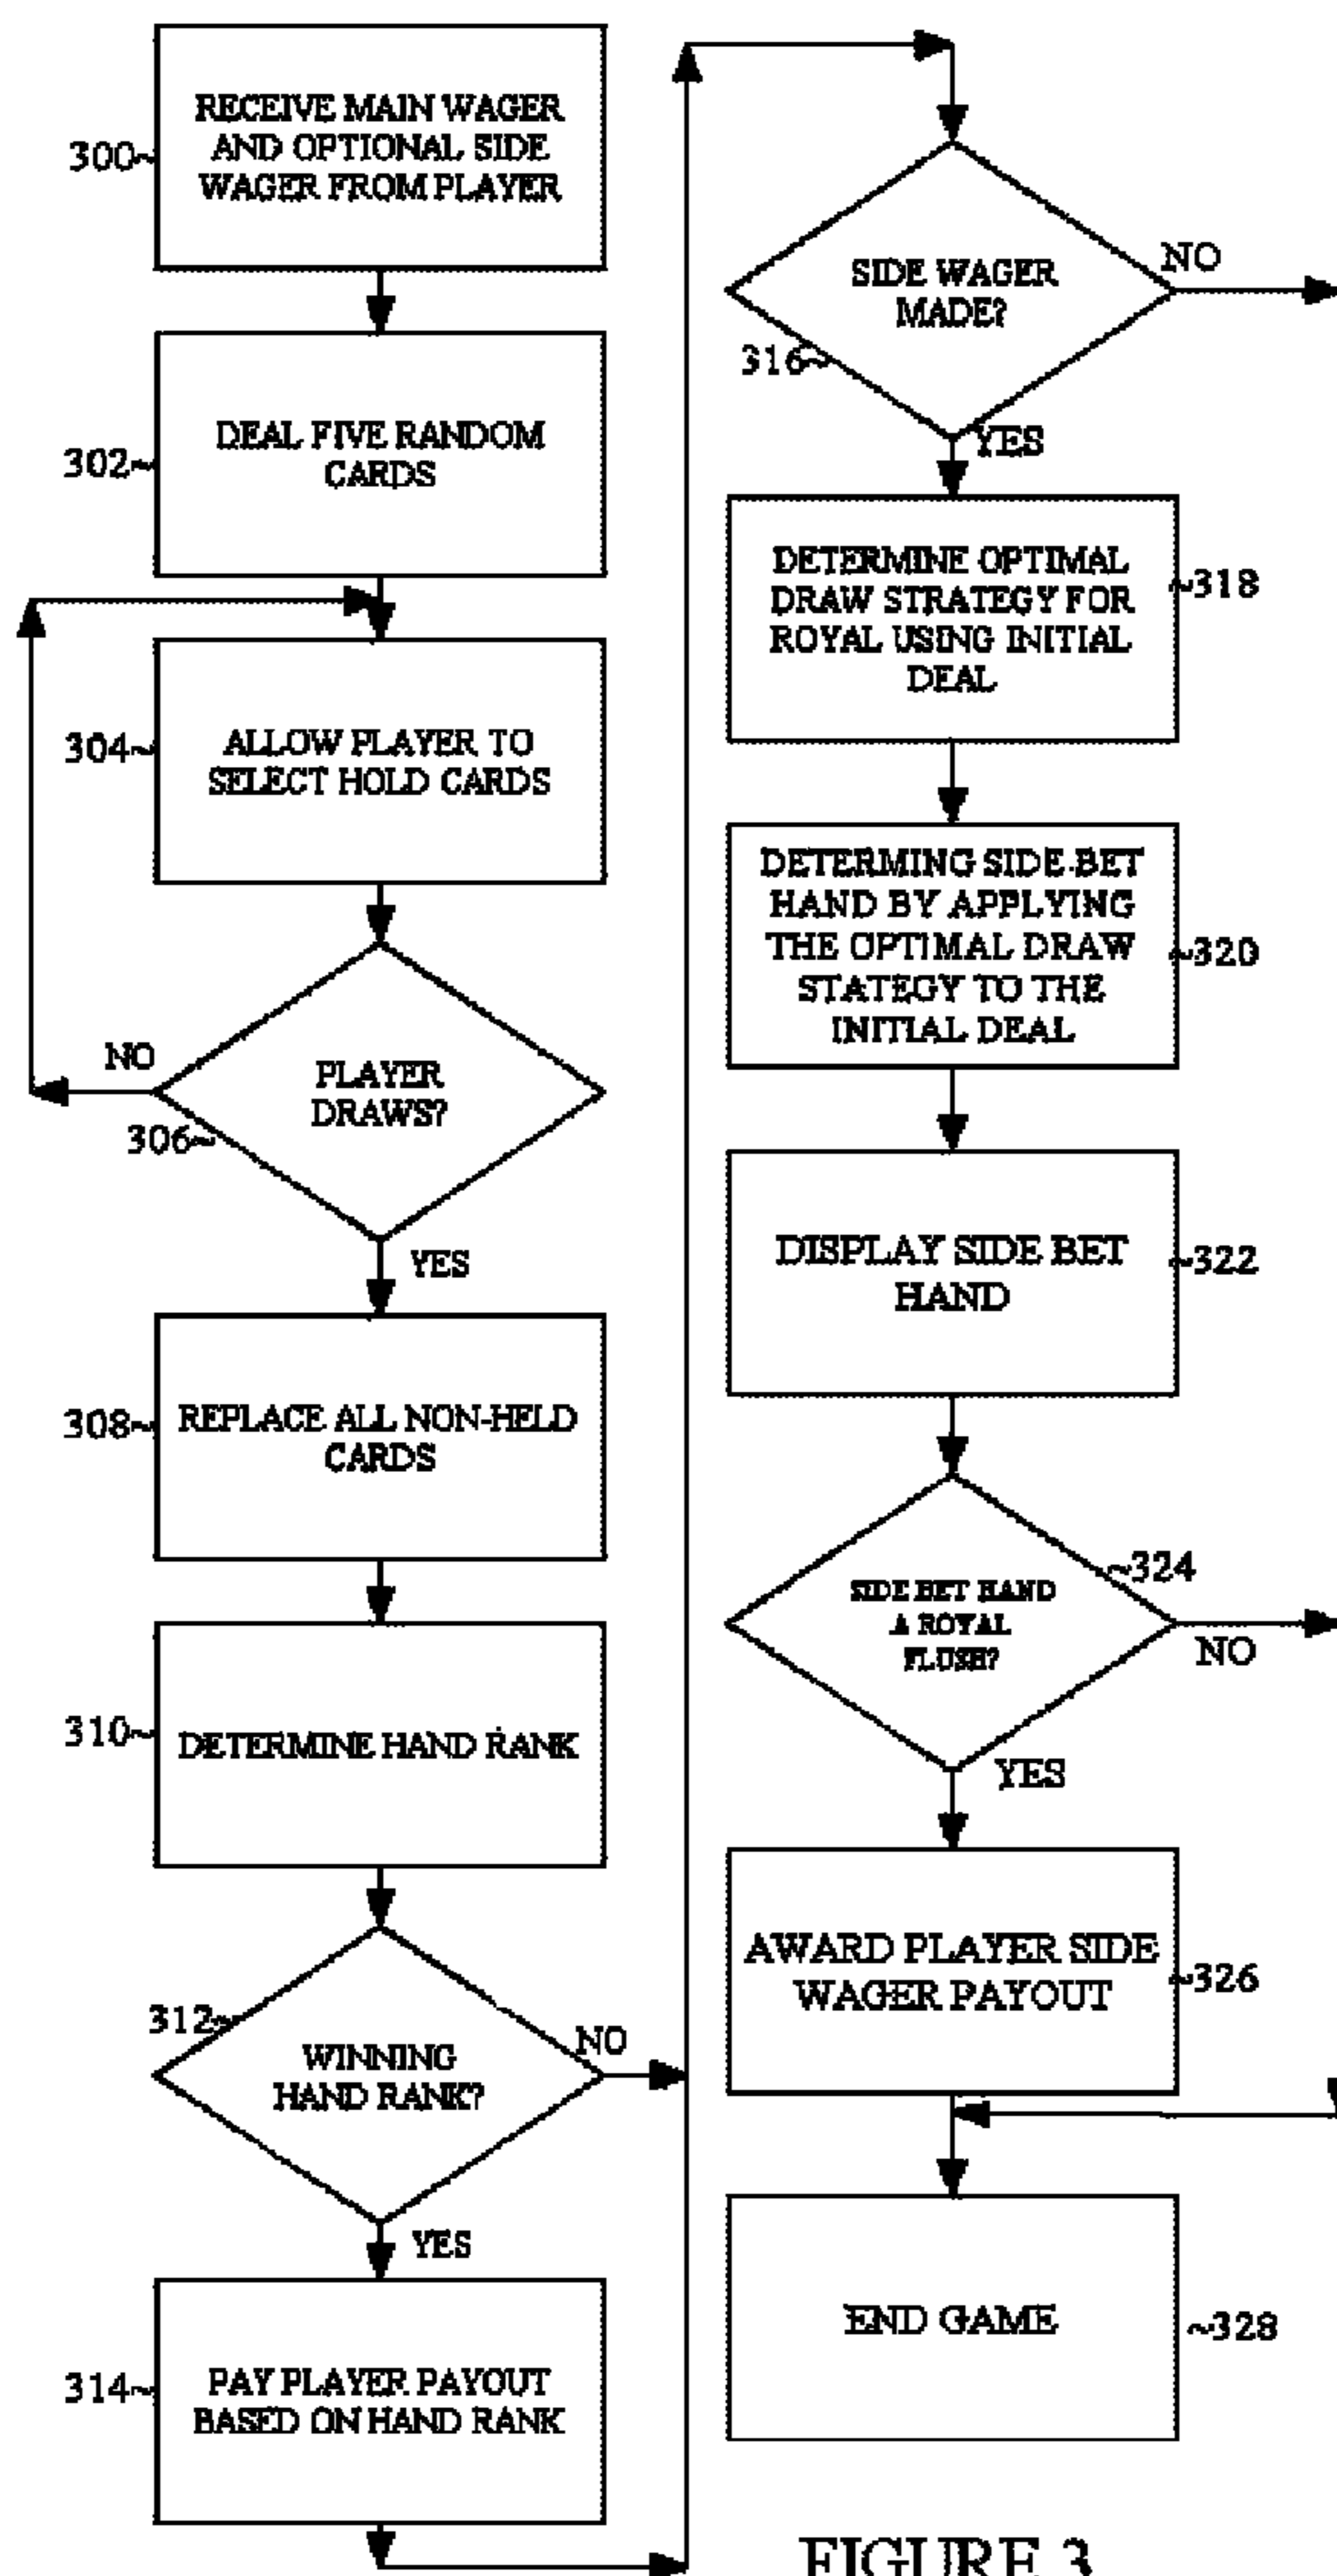 RECEIVE MAIN WAGER
AND OPTIONAL SIDE
WAGER FROM PLAYER
300~
DEAL FIVE RANDOM
CARDS
302~
ALLOW PLAYER TO
SELECT HOLD CARDS
304~
NO
PLAYER
DRAWS?
306~
YES
REPLACE ALL NON-HELD
CARDS
308~
DETERMINE HAND RANK
310~
312~
WINNING
HAND RANK?
NO
YES
PAY PLAYER PAYOUT
BASED ON HAND RANK
314~
SIDE WAGER
MADE?
NO
316~
YES
DETERMINE OPTIMAL
DRAW STRATEGY FOR
ROYAL USING INITIAL
DEAL
~318
DETERMING SIDE-BET
HAND BY APPLYING
THE OPTIMAL DRAW
STATEGY TO THE
INITIAL DEAL
~320
DISPLAY SIDE BET
HAND
~322
SIDE BET HAND
A ROYAL
FLUSH?
~324
NO
YES
AWARD PLAYER SIDE
WAGER PAYOUT
~326
END GAME
~328
FIGURE 3